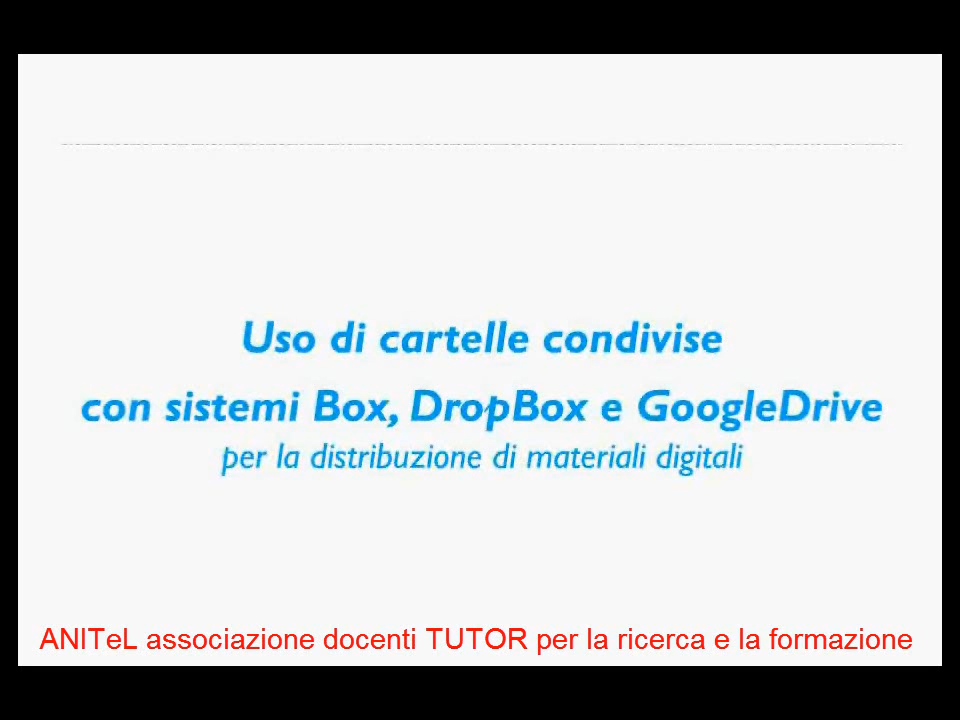 Uso di cartelle condivise
con sistemi Box, DropBox e GoogleDrive
per la distribuzione di materiali digitali
ANITeL associazione docenti TUTOR per la ricerca e la formazione